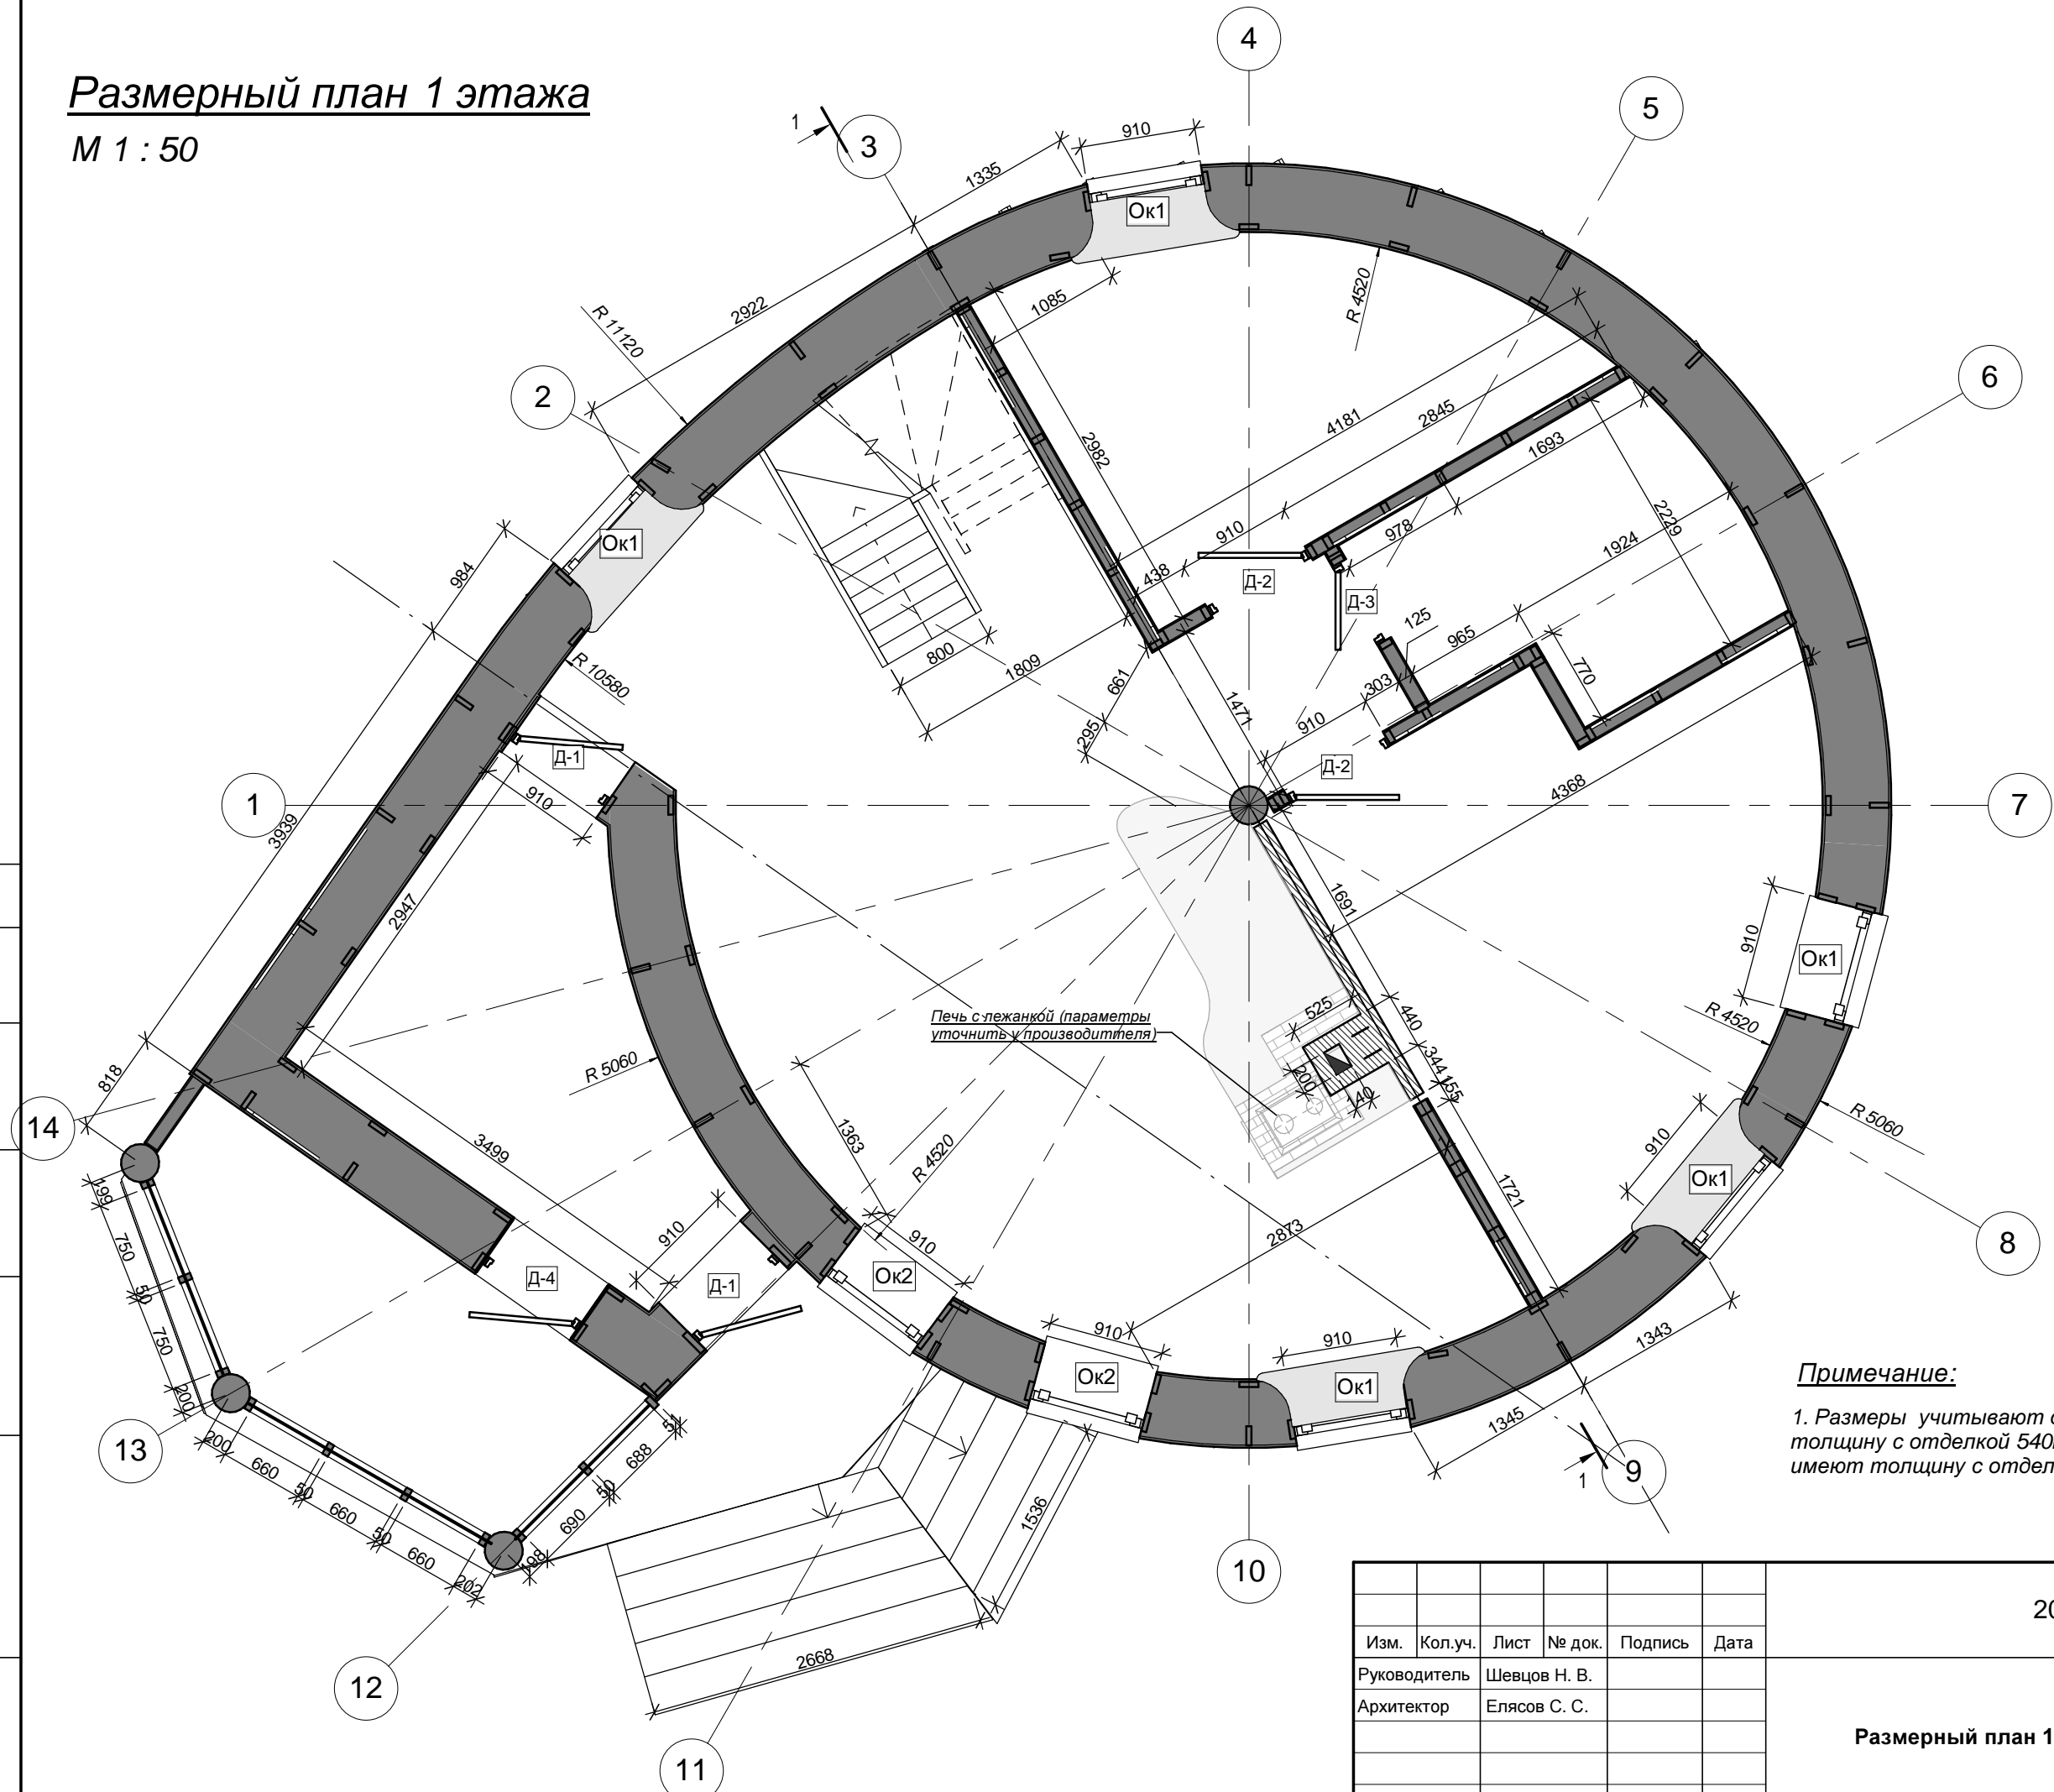 Размерный план 1 этажа
М 1 : 50
4
5
3
1
910
1335
Ок1
2922
1085
R 11120
R 4520
6
2
4181
2845
2982
1693
2229
910
978
1924
Ок1
984
438
Д-2
Д-3
125
965
770
800
1809
661
R 10580
303
1471
910
295
Д-1
Д-2
910
4368
1
7
3939
2947
1691
910
Ок1
525
440
R 4520
Печь с лежанкой (параметры
уточнить у производителя)
344
155
200
140
818
R 5060
R 5060
14
1363
R 4520
3499
910
1721
Ок1
199
750
910
910
2873
8
Д-4
Д-1
Ок2
50
750
910
910
1343
Ок2
Ок1
200
Примечание:
1345
13
200
51
688
1. Размеры учитывают
толщину с отделкой
имеют толщину с
9
1
660
50
50
660
690
1536
50
660
198
202
10
2668
12
11
Изм. Кол.уч. Лист № док. Подпись Дата
Руководитель Шевцов Н. В.
Архитектор Елясов С. С.
Размерный план 1